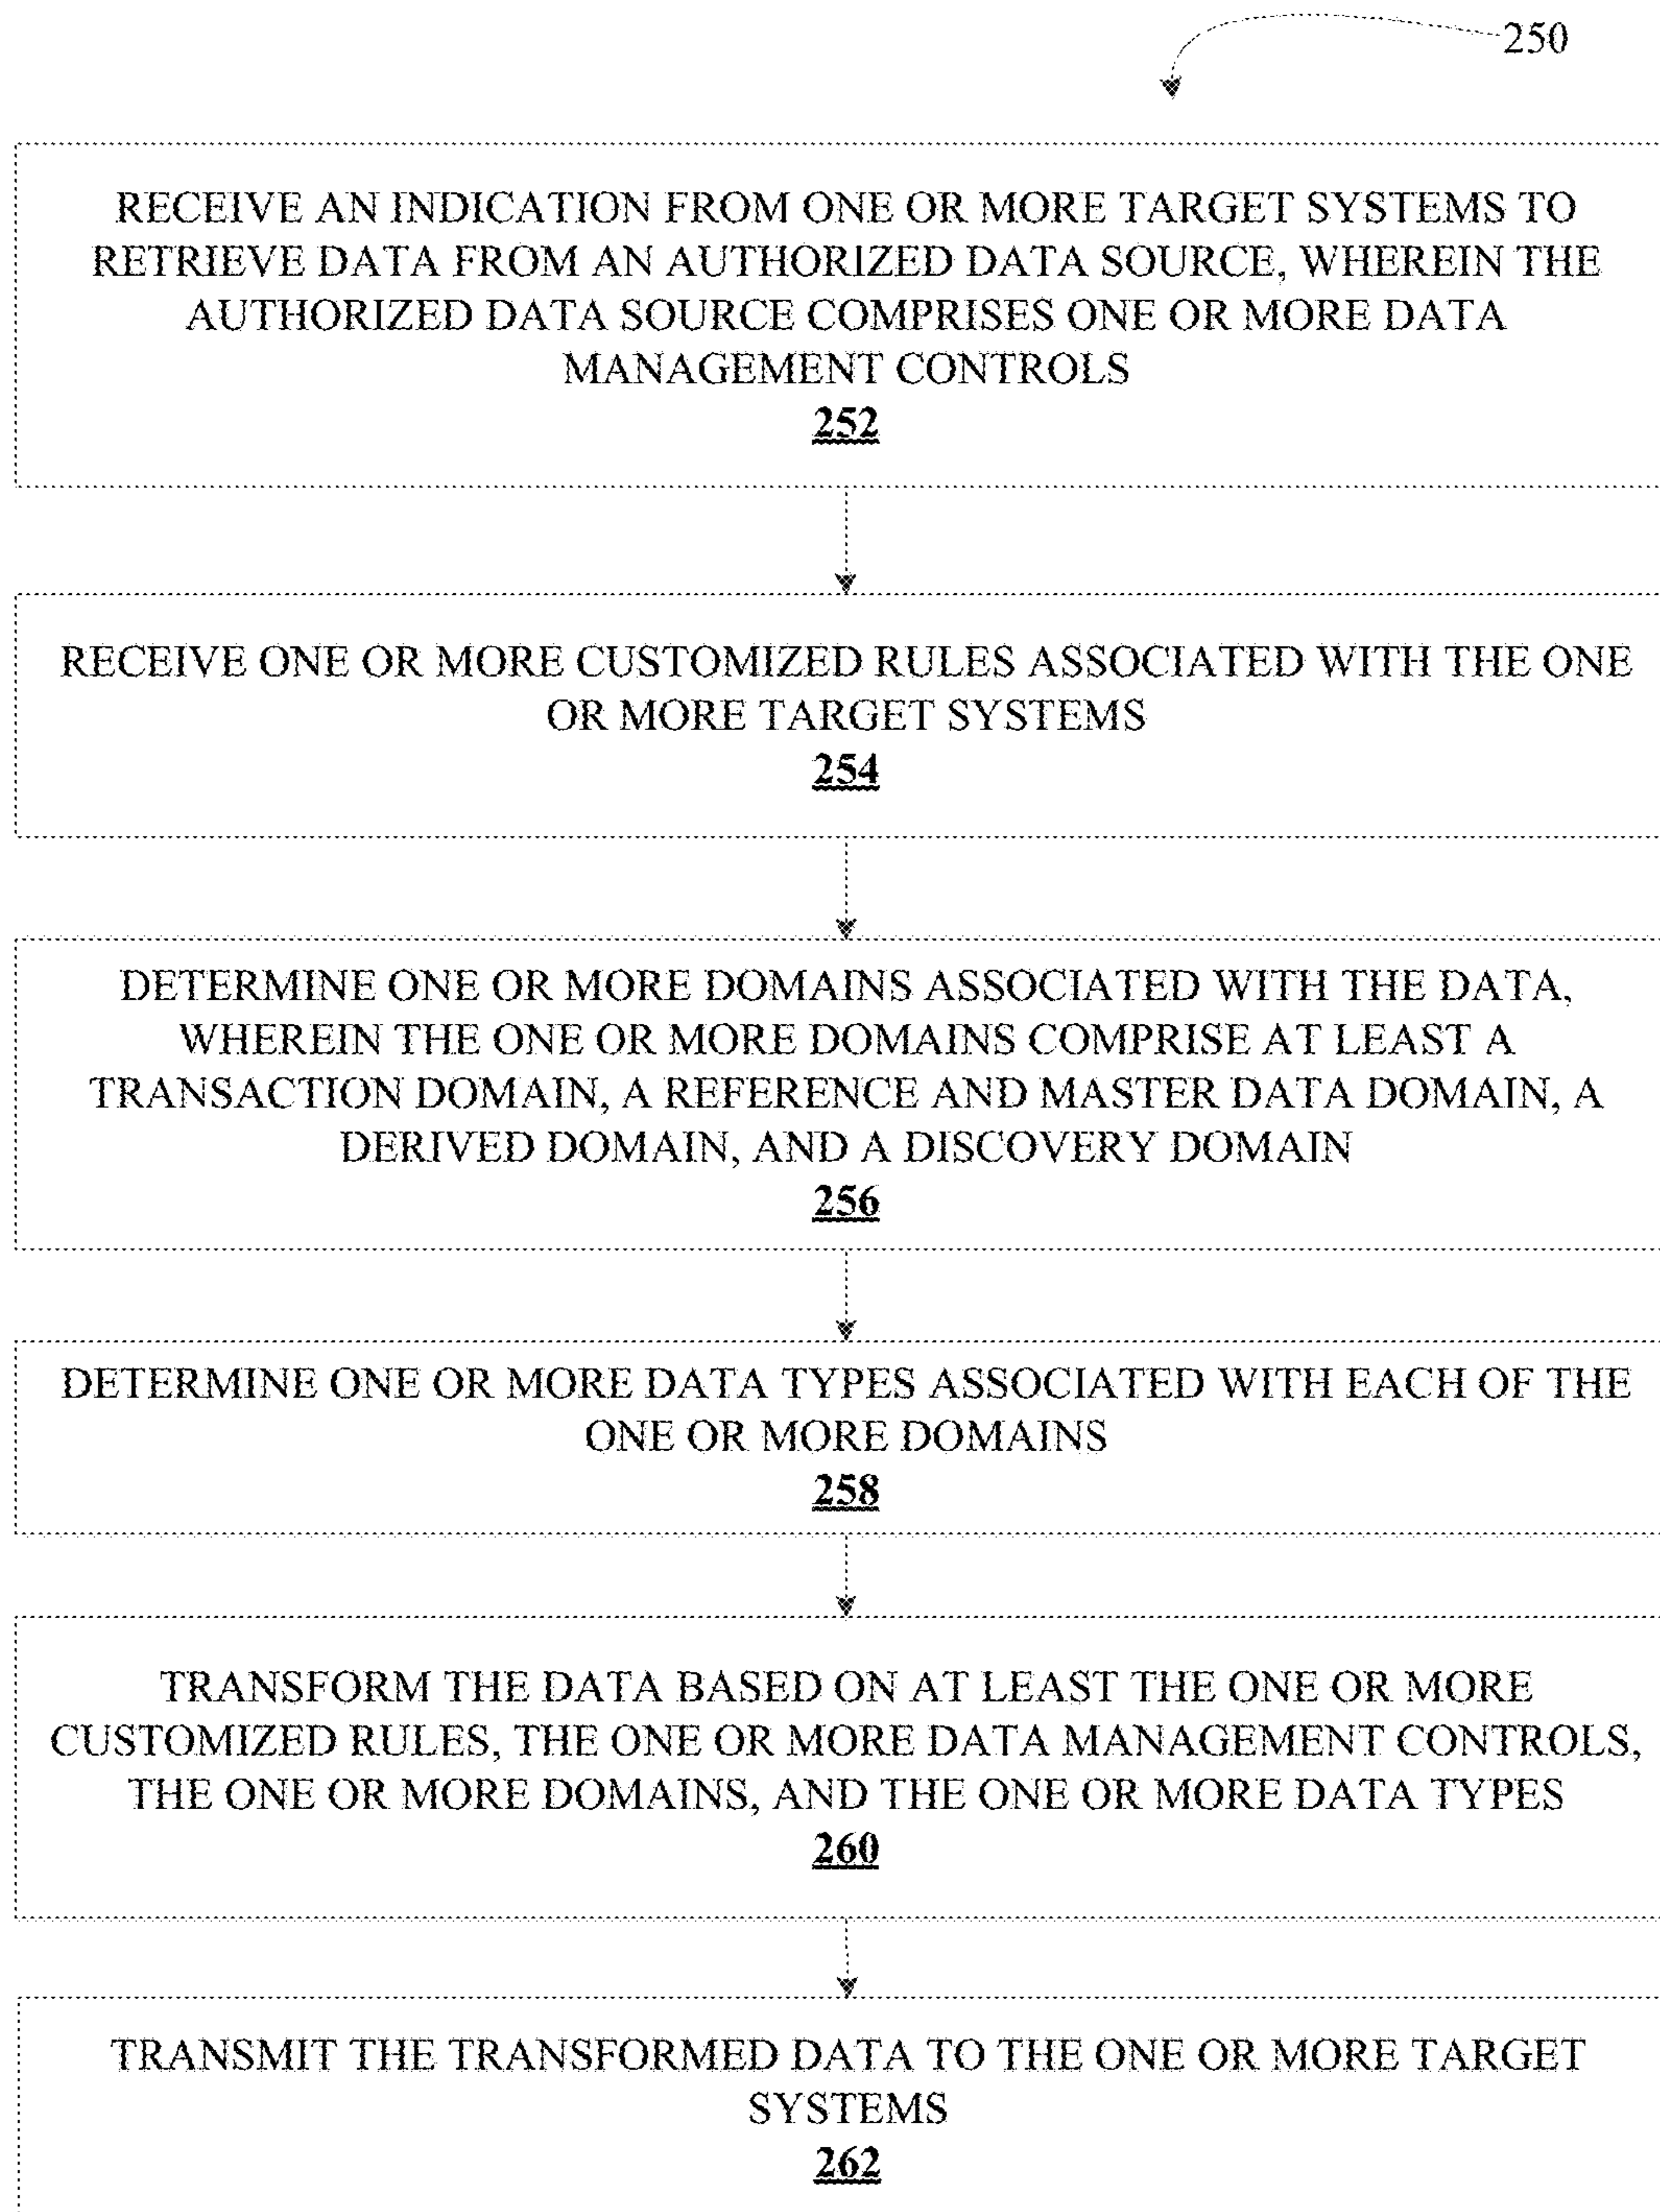 250
RECEIVE AN INDICATION FROM ONE OR MORE TARGET SYSTEMS TO
RETRIEVE DATA FROM AN AUTHORIZED DATA SOURCE, WHEREIN THE
AUTHORIZED DATA SOURCE COMPRISES ONE OR MORE DATA
MANAGEMENT CONTROLS
252
RECEIVE ONE OR MORE CUSTOMIZED RULES ASSOCIATED WITH THE ONE
OR MORE TARGET SYSTEMS
254
DETERMINE ONE OR MORE DOMAINS ASSOCIATED WITH THE DATA,
WHEREIN THE ONE OR MORE DOMAINS COMPRISE AT LEAST A
TRANSACTION DOMAIN, A REFERENCE AND MASTER DATA DOMAIN, A
DERIVED DOMAIN, AND A DISCOVERY DOMAIN
256
DETERMINE ONE OR MORE DATA TYPES ASSOCIATED WITH EACH OF THE
ONE OR MORE DOMAINS
258
TRANSFORM THE DATA BASED ON AT LEAST THE ONE OR MORE
CUSTOMIZED RULES, THE ONE OR MORE DATA MANAGEMENT CONTROLS,
THE ONE OR MORE DOMAINS, AND THE ONE OR MORE DATA TYPES
260
TRANSMIT THE TRANSFORMED DATA TO THE ONE OR MORE TARGET
SYSTEMS
262